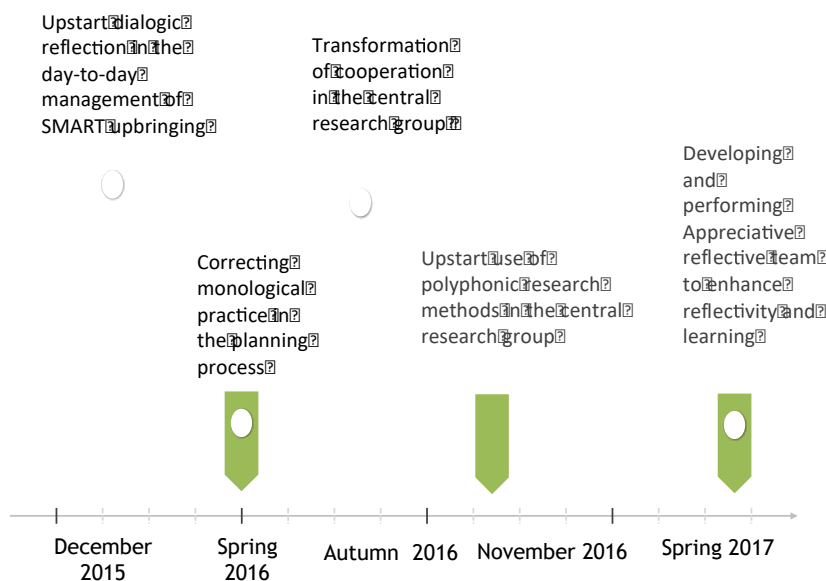 Upstart dialogic
reflection in the
day-to-day
management of
SMART upbringing
Transformation
of cooperation
in the central
research group
Correcting
monological
practice in
the planning
process
Upstart use of
polyphonic research
methods in the central
research group
Developing
and
performing
Appreciative
reflective team
to enhance
reflectivity and
learning
December
2015
Spring
2016
Autumn 2016
November 2016
Spring 2017